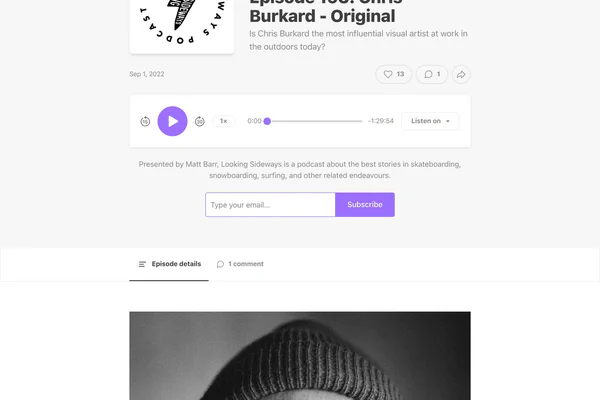 WAYS PODCAST
Burkard - Original
Is Chris Burkard the most influential visual artist at work in
the outdoors today?
Sep 1, 2022
13
1
15
30
1×
0:00
-1:29:54
Listen on
Presented by Matt Barr, Looking Sideways is a podcast about the best stories in skateboarding,
snowboarding, surfing, and other related endeavours.
Type your email...
Subscribe
Episode details
1 comment